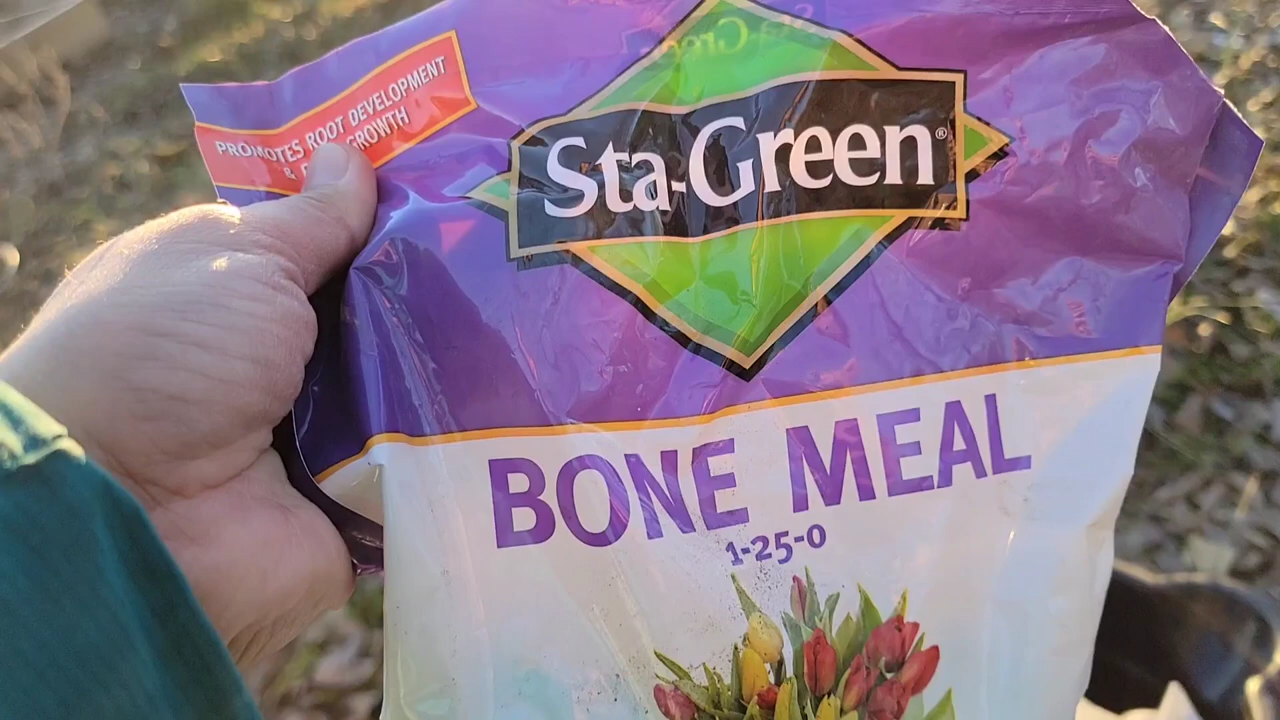 PROMOTES ROOT DEVELOPMENT
& GROWTH
Sta-Green®
BONE MEAL
1-25-0